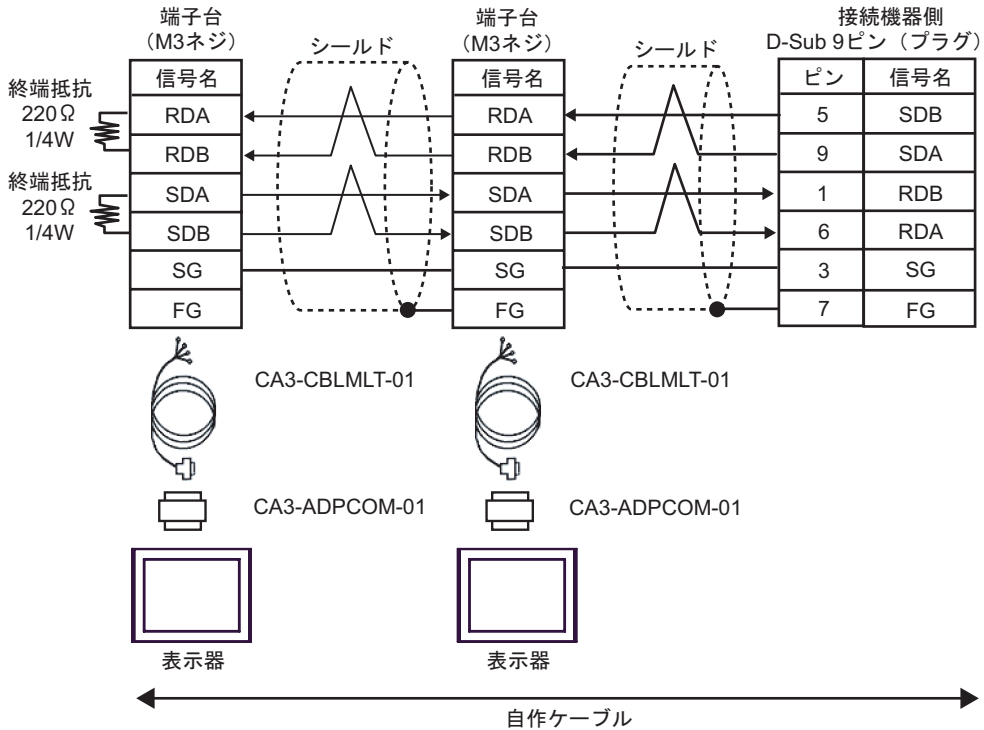 端子台
(M3ネジ)
シールド
端子台
(M3ネジ)
シールド
接続機器側
D-Sub 9ピン(プラグ)
終端抵抗
220Ω
1/4W
終端抵抗
220Ω
1/4W
信号名
RDA
RDB
SDA
SDB
SG
FG
信号名
RDA
RDB
SDA
SDB
SG
FG
ピン 信号名
5 SDB
9 SDA
1 RDB
6 RDA
3 SG
7 FG
CA3-CBLMLT-01
CA3-CBLMLT-01
CA3-ADPCOM-01
CA3-ADPCOM-01
表示器
表示器
自作ケーブル